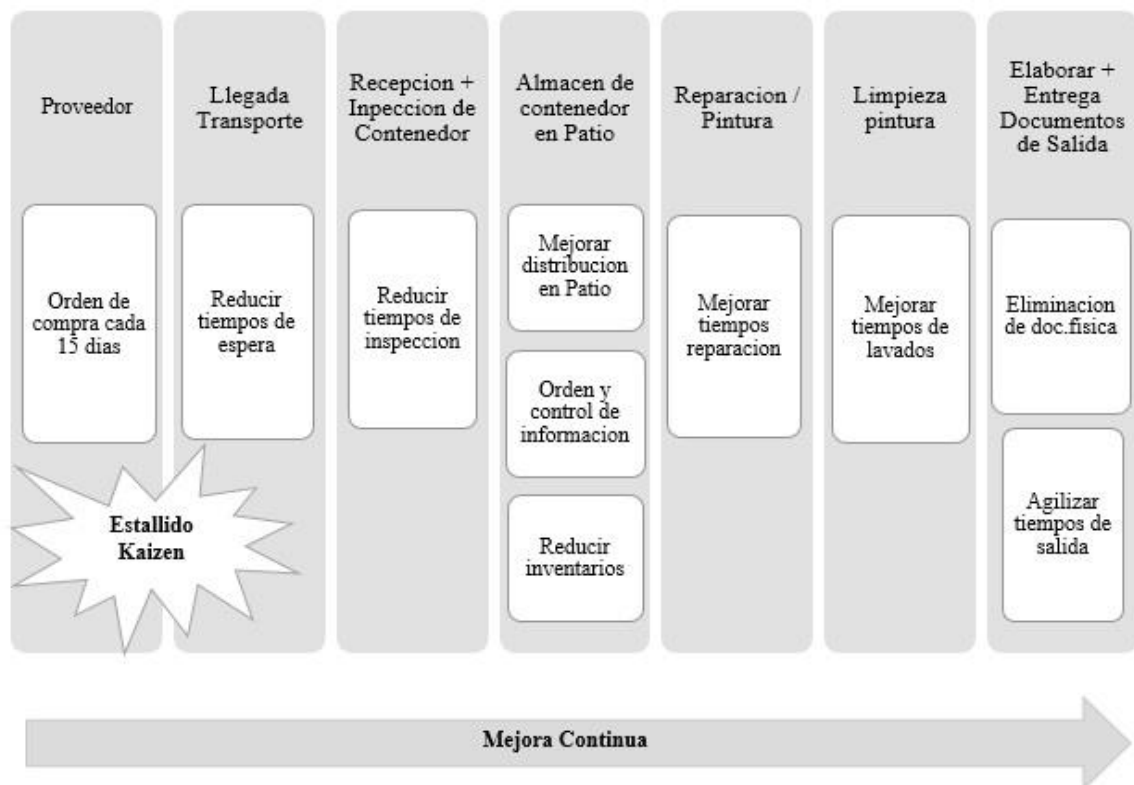 Proveedor
Llegada
Transporte
Recepcion +
Inpeccion de
Contenedor
Almacen de
contenedor
en Patio
Reparacion /
Pintura
Limpieza
pintura
Elaborar +
Entrega
Documentos
de Salida
Orden de
compra cada
15 dias
Reducir
tiempos de
espera
Reducir
tiempos de
inspeccion
Mejorar
distribucion
en Patio
Orden y
control de
informacion
Reducir
inventarios
Mejorar
tiempos
reparacion
Mejorar
tiempos de
lavados
Eliminacion
de doc.física
Agilizar
tiempos de
salida
Estallido
Kaizen
Mejora Continua